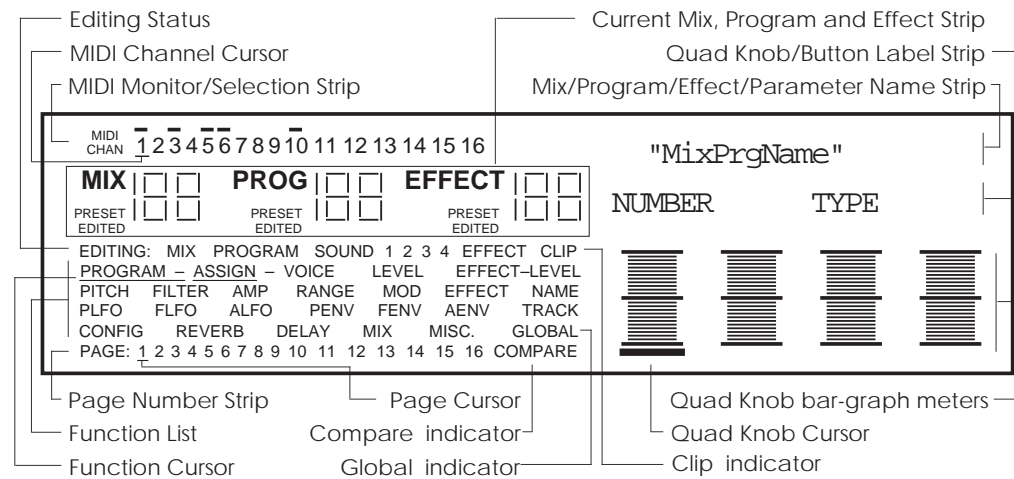 Editing Status
Current Mix, Program and Effect Strip
MIDI Channel Cursor
Quad Knob/Button Label Strip
MIDI Monitor/Selection Strip
Mix/Program/Effect/Parameter Name Strip
MIDI CHAN 1 2 3 4 5 6 7 8 9 10 11 12 13 14 15 16
"MixPrgName"
MIX PROG EFFECT
PRESET PRESET PRESET
EDITED EDITED EDITED
NUMBER TYPE
EDITING: MIX PROGRAM SOUND 1 2 3 4 EFFECT CLIP
PROGRAM – ASSIGN – VOICE LEVEL EFFECT–LEVEL
PITCH FILTER AMP RANGE MOD EFFECT NAME
PLFO FLFO ALFO PENV FENV AENV TRACK
CONFIG REVERB DELAY MIX MISC. GLOBAL
PAGE: 1 2 3 4 5 6 7 8 9 10 11 12 13 14 15 16 COMPARE
Page Number Strip
Page Cursor
Quad Knob bar-graph meters
Function List
Compare indicator
Quad Knob Cursor
Function Cursor
Global indicator
Clip indicator